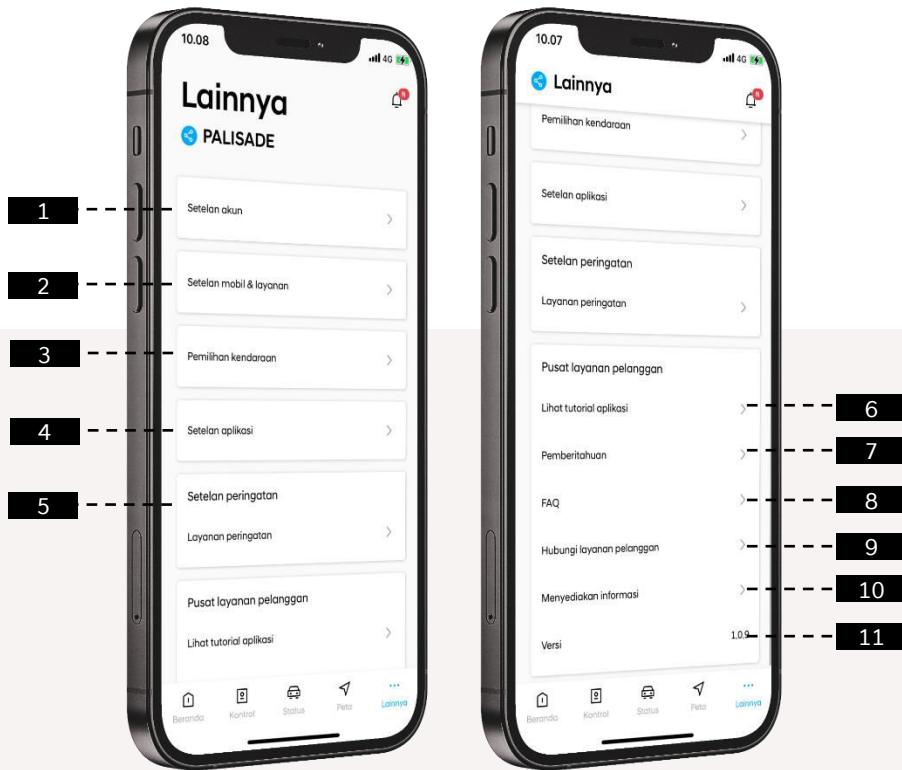 10.08
4G
Lainnya
N
PALISADE
1
Setelan akun
2
Setelan mobil & layanan
3
Pemilihan kendaraan
4
Setelan aplikasi
5
Setelan peringatan
Layanan peringatan
Pusat layanan pelanggan
Lihat tutorial aplikasi
Beranda
Kontrol
Status
Peta
Lainnya
10.07
4G
Lainnya
N
Pemilihan kendaraan
Setelan aplikasi
Setelan peringatan
Layanan peringatan
Pusat layanan pelanggan
Lihat tutorial aplikasi
6
Pemberitahuan
7
FAQ
8
Hubungi layanan pelanggan
9
Menyediakan informasi
10
Versi
1.0.9
11
Beranda
Kontrol
Status
Peta
Lainnya